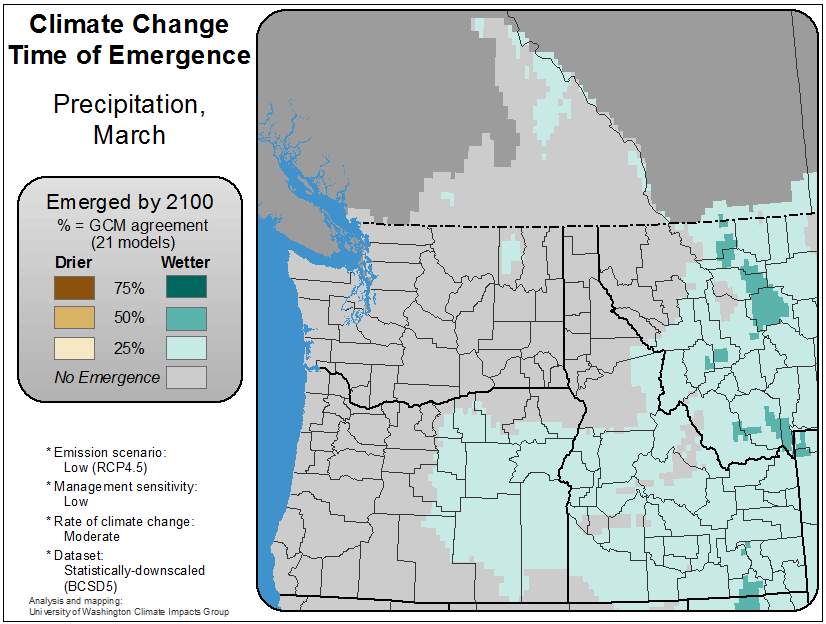 Climate Change
Time of Emergence
Precipitation,
March
Emerged by 2100
% = GCM agreement
(21 models)
Drier Wetter
75%
50%
25%
No Emergence
* Emission scenario:
Low (RCP4.5)
* Management sensitivity:
Low
* Rate of climate change:
Moderate
* Dataset:
Statistically-downscaled
(BCSD5)
Analysis and mapping:
University of Washington Climate Impacts Group